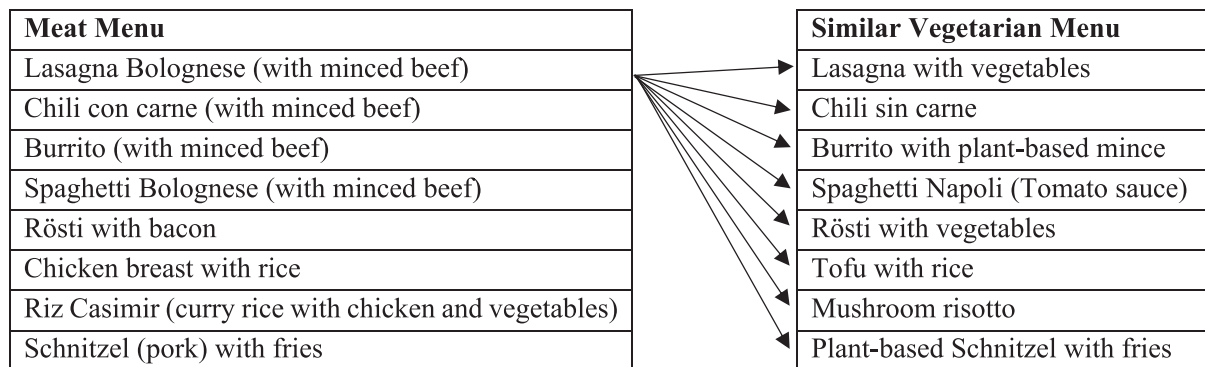 Meat Menu
Lasagna Bolognese (with minced beef)
Chili con carne (with minced beef)
Burrito (with minced beef)
Spaghetti Bolognese (with minced beef)
Rösti with bacon
Chicken breast with rice
Riz Casimir (curry rice with chicken and vegetables)
Schnitzel (pork) with fries
Similar Vegetarian Menu
Lasagna with vegetables
Chili sin carne
Burrito with plant-based mince
Spaghetti Napoli (Tomato sauce)
Rösti with vegetables
Tofu with rice
Mushroom risotto
Plant-based Schnitzel with fries